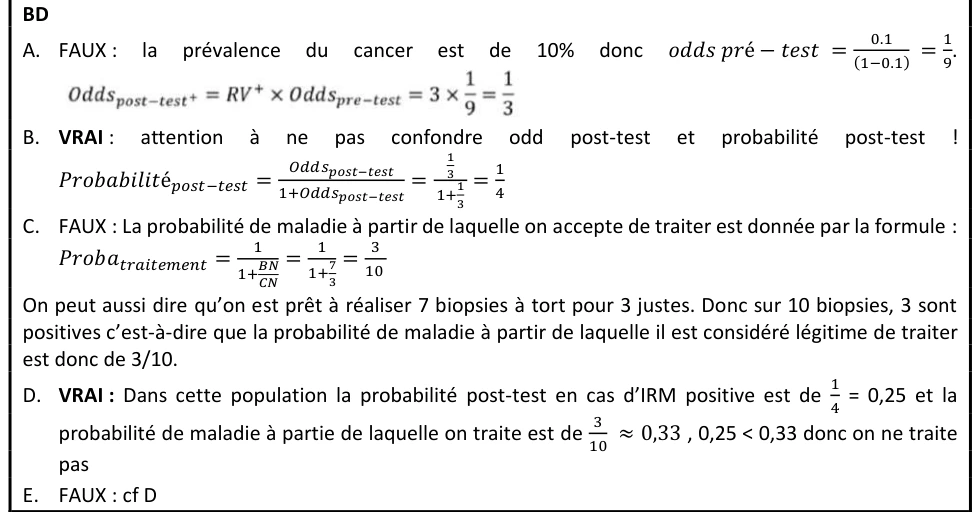 BD
A. FAUX : la prévalence du cancer est de 10% donc odds pré − test = 0.1/(1−0.1) = 1/9.
Odds_post−test⁺ = RV⁺ × Odds_pre−test = 3 × 1/9 = 1/3
B. VRAI : attention à ne pas confondre odd post-test et probabilité post-test !
Probabilité_post−test = Odds_post−test/(1+Odds_post−test) = (1/3)/(1+1/3) = 1/4
C. FAUX : La probabilité de maladie à partir de laquelle on accepte de traiter est donnée par la formule :
Proba_traitement = 1/(1+BN/CN) = 1/(1+7/3) = 3/10
On peut aussi dire qu’on est prêt à réaliser 7 biopsies à tort pour 3 justes. Donc sur 10 biopsies, 3 sont
positives c’est-à-dire que la probabilité de maladie à partir de laquelle il est considéré légitime de traiter
est donc de 3/10.
D. VRAI : Dans cette population la probabilité post-test en cas d’IRM positive est de 1/4 = 0,25 et la
probabilité de maladie à partie de laquelle on traite est de 3/10 ≈ 0,33 , 0,25 < 0,33 donc on ne traite
pas
E. FAUX : cf D